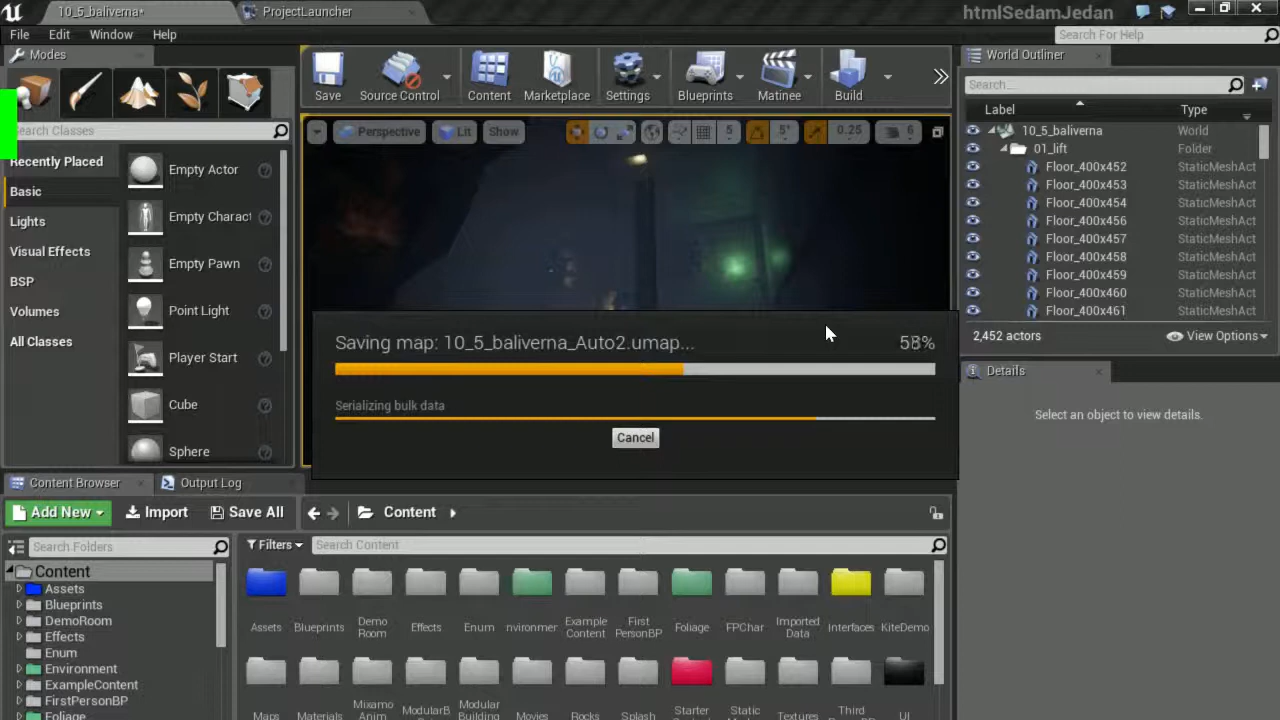 10_5_baliverna*
ProjectLauncher
htmlSedamJedan
File Edit Window Help
Search For Help
Modes
Save
Source Control
Content
Marketplace
Settings
Blueprints
Matinee
Build
World Outliner
Search...
Label
Type
Search Classes
Perspective
Lit
Show
5
5°
0.25
6
Recently Placed
Basic
Lights
Visual Effects
BSP
Volumes
All Classes
Empty Actor
Empty Charact
Empty Pawn
Point Light
Player Start
Cube
Sphere
10_5_baliverna World
01_lift Folder
Floor_400x452 StaticMeshAct
Floor_400x453 StaticMeshAct
Floor_400x454 StaticMeshAct
Floor_400x456 StaticMeshAct
Floor_400x457 StaticMeshAct
Floor_400x458 StaticMeshAct
Floor_400x459 StaticMeshAct
Floor_400x460 StaticMeshAct
Floor_400x461 StaticMeshAct
2,452 actors
View Options
Details
Select an object to view details.
Saving map: 10_5_baliverna_Auto2.umap...
Serializing bulk data
Cancel
Content Browser
Output Log
Add New
Import
Save All
Content
Search Folders
Filters
Search Content
Content
Assets
Blueprints
DemoRoom
Effects
Enum
Environment
ExampleContent
FirstPersonBP
Foliage
Assets
Blueprints
Demo
Room
Effects
Enum
nvironmer
Example
Content
First
PersonBP
Foliage
FPChar
Imported
Data
Interfaces
KiteDemo
Maps
Materials
Mixamo
Anim
ModularB
Modular
Building
Movies
Rocks
Splash
Starter
Static
Textures
Third
UI